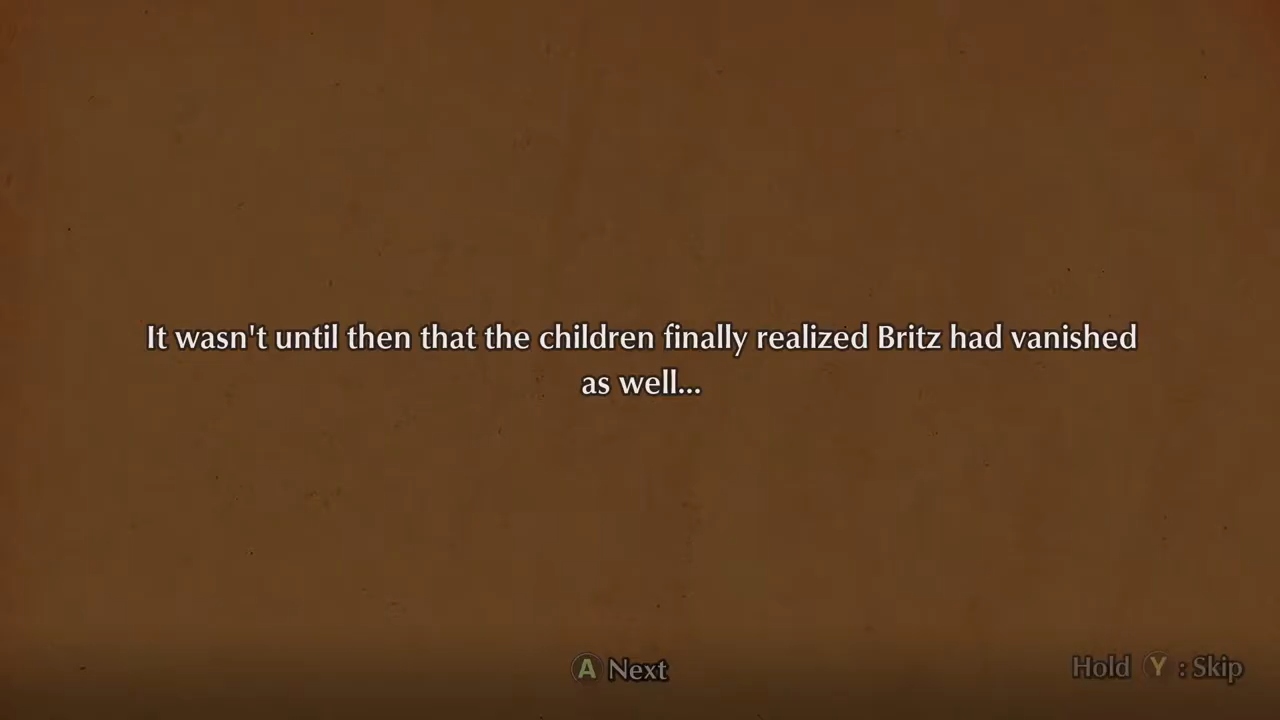 It wasn't until then that the children finally realized Britz had vanished
as well...
A Next
Hold Y : Skip